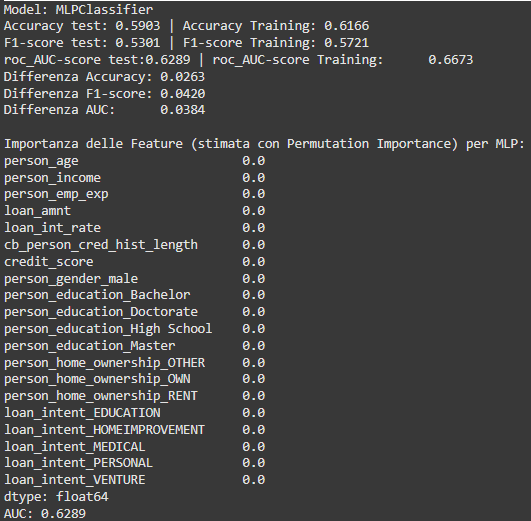 Model: MLPClassifier
Accuracy test: 0.5903 | Accuracy Training: 0.6166
F1-score test: 0.5301 | F1-score Training: 0.5721
roc_AUC-score test:0.6289 | roc_AUC-score Training:      0.6673
Differenza Accuracy: 0.0263
Differenza F1-score: 0.0420
Differenza AUC:      0.0384
Importanza delle Feature (stimata con Permutation Importance) per MLP:
person_age                    0.0
person_income                 0.0
person_emp_exp                0.0
loan_amnt                     0.0
loan_int_rate                 0.0
cb_person_cred_hist_length    0.0
credit_score                  0.0
person_gender_male            0.0
person_education_Bachelor     0.0
person_education_Doctorate    0.0
person_education_High School  0.0
person_education_Master       0.0
person_home_ownership_OTHER   0.0
person_home_ownership_OWN     0.0
person_home_ownership_RENT    0.0
loan_intent_EDUCATION         0.0
loan_intent_HOMEIMPROVEMENT   0.0
loan_intent_MEDICAL           0.0
loan_intent_PERSONAL          0.0
loan_intent_VENTURE           0.0
dtype: float64
AUC: 0.6289